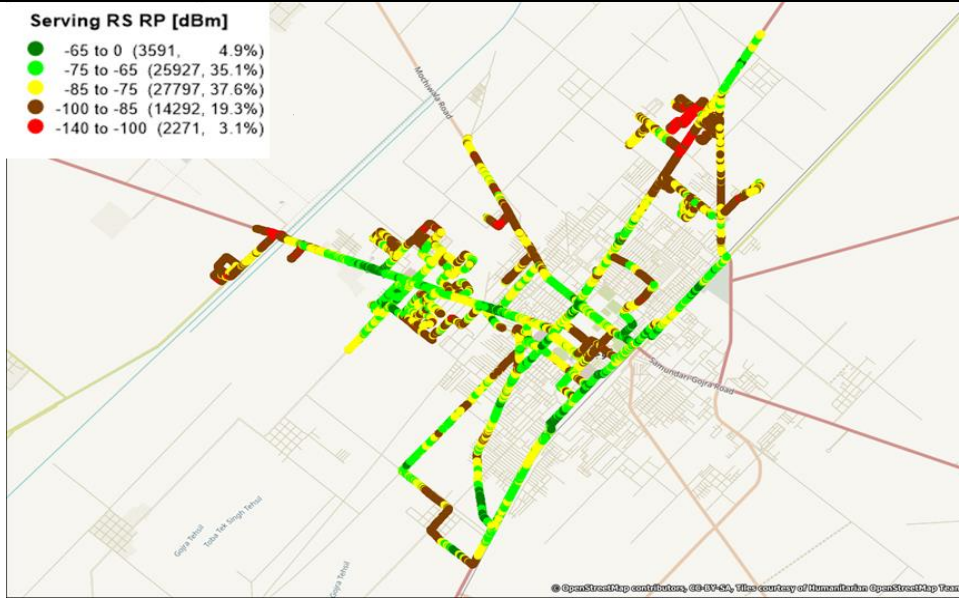 Serving RS RP [dBm]
-65 to 0 (3591, 4.9%)
-75 to -65 (25927, 35.1%)
-85 to -75 (27797, 37.6%)
-100 to -85 (14292, 19.3%)
-140 to -100 (2271, 3.1%)
Mochiwala Road
Samundari Gojra Road
Gojra Tehsil
Toba Tek Singh Tehsil
Gojra Tehsil
© OpenStreetMap contributors, CC-BY-SA, Tiles courtesy of Humanitarian OpenStreetMap Team